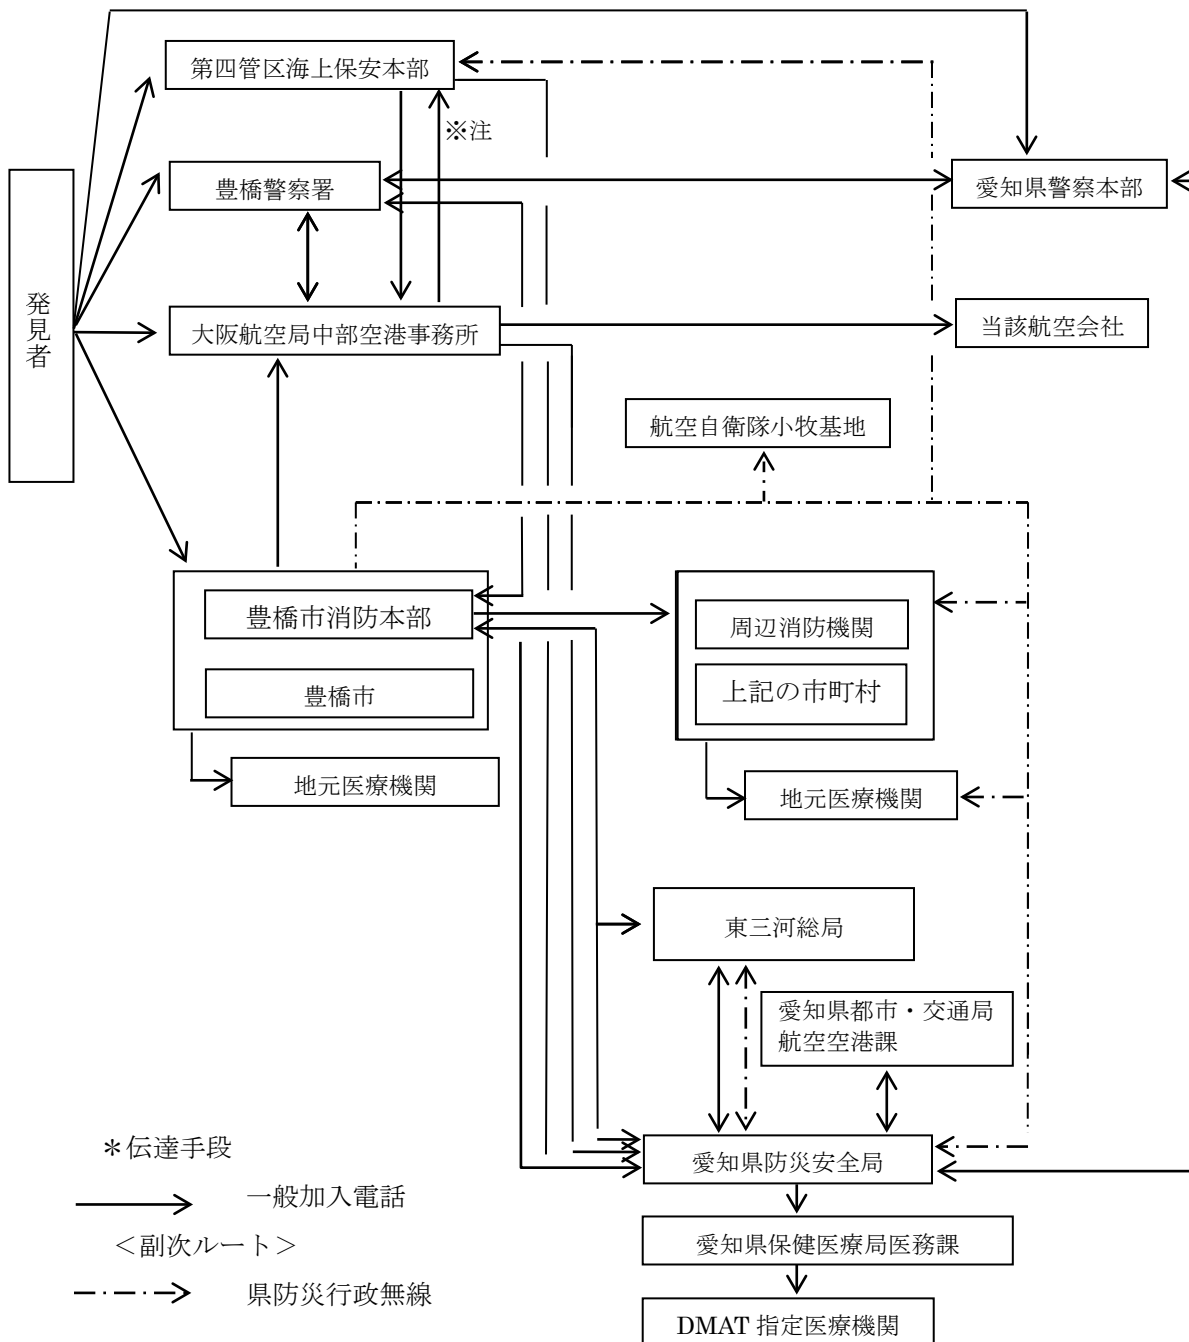 第四管区海上保安本部
※注
豊橋警察署
愛知県警察本部
発見者
大阪航空局中部空港事務所
当該航空会社
航空自衛隊小牧基地
豊橋市消防本部
周辺消防機関
豊橋市
上記の市町村
地元医療機関
地元医療機関
東三河総局
愛知県都市・交通局
航空空港課
＊伝達手段
愛知県防災安全局
一般加入電話
＜副次ルート＞
愛知県保健医療局医務課
県防災行政無線
DMAT 指定医療機関